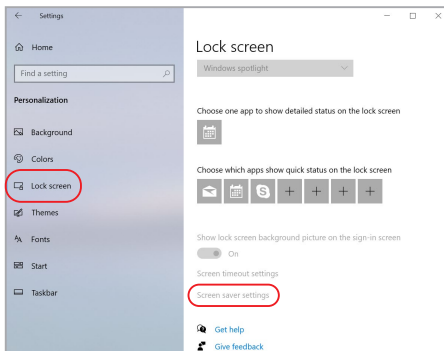 Settings
Home
Find a setting
Personalization
Background
Colors
Lock screen
Themes
Fonts
Start
Taskbar
Lock screen
Windows spotlight
Choose one app to show detailed status on the lock screen
Choose which apps show quick status on the lock screen
Show lock screen background picture on the sign-in screen
On
Screen timeout settings
Screen saver settings
Get help
Give feedback